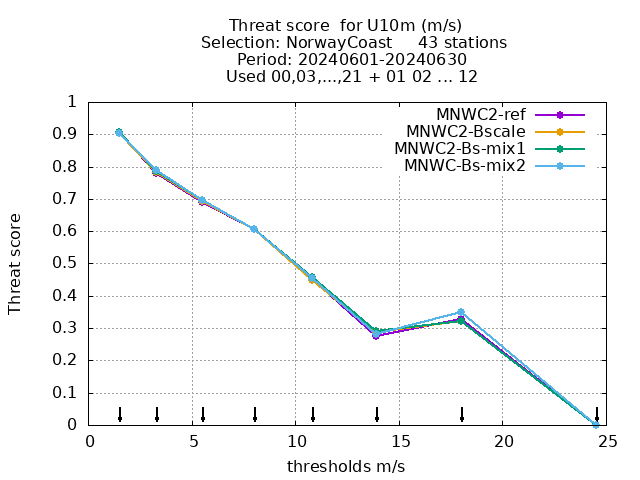 Threat score  for U10m (m/s)
Selection: NorwayCoast     43 stations
Period: 20240601-20240630
Used 00,03,...,21 + 01 02 ... 12
MNWC2-ref
MNWC2-Bscale
MNWC2-Bs-mix1
MNWC-Bs-mix2
Threat score
1
0.9
0.8
0.7
0.6
0.5
0.4
0.3
0.2
0.1
0
0 5 10 15 20 25
thresholds m/s